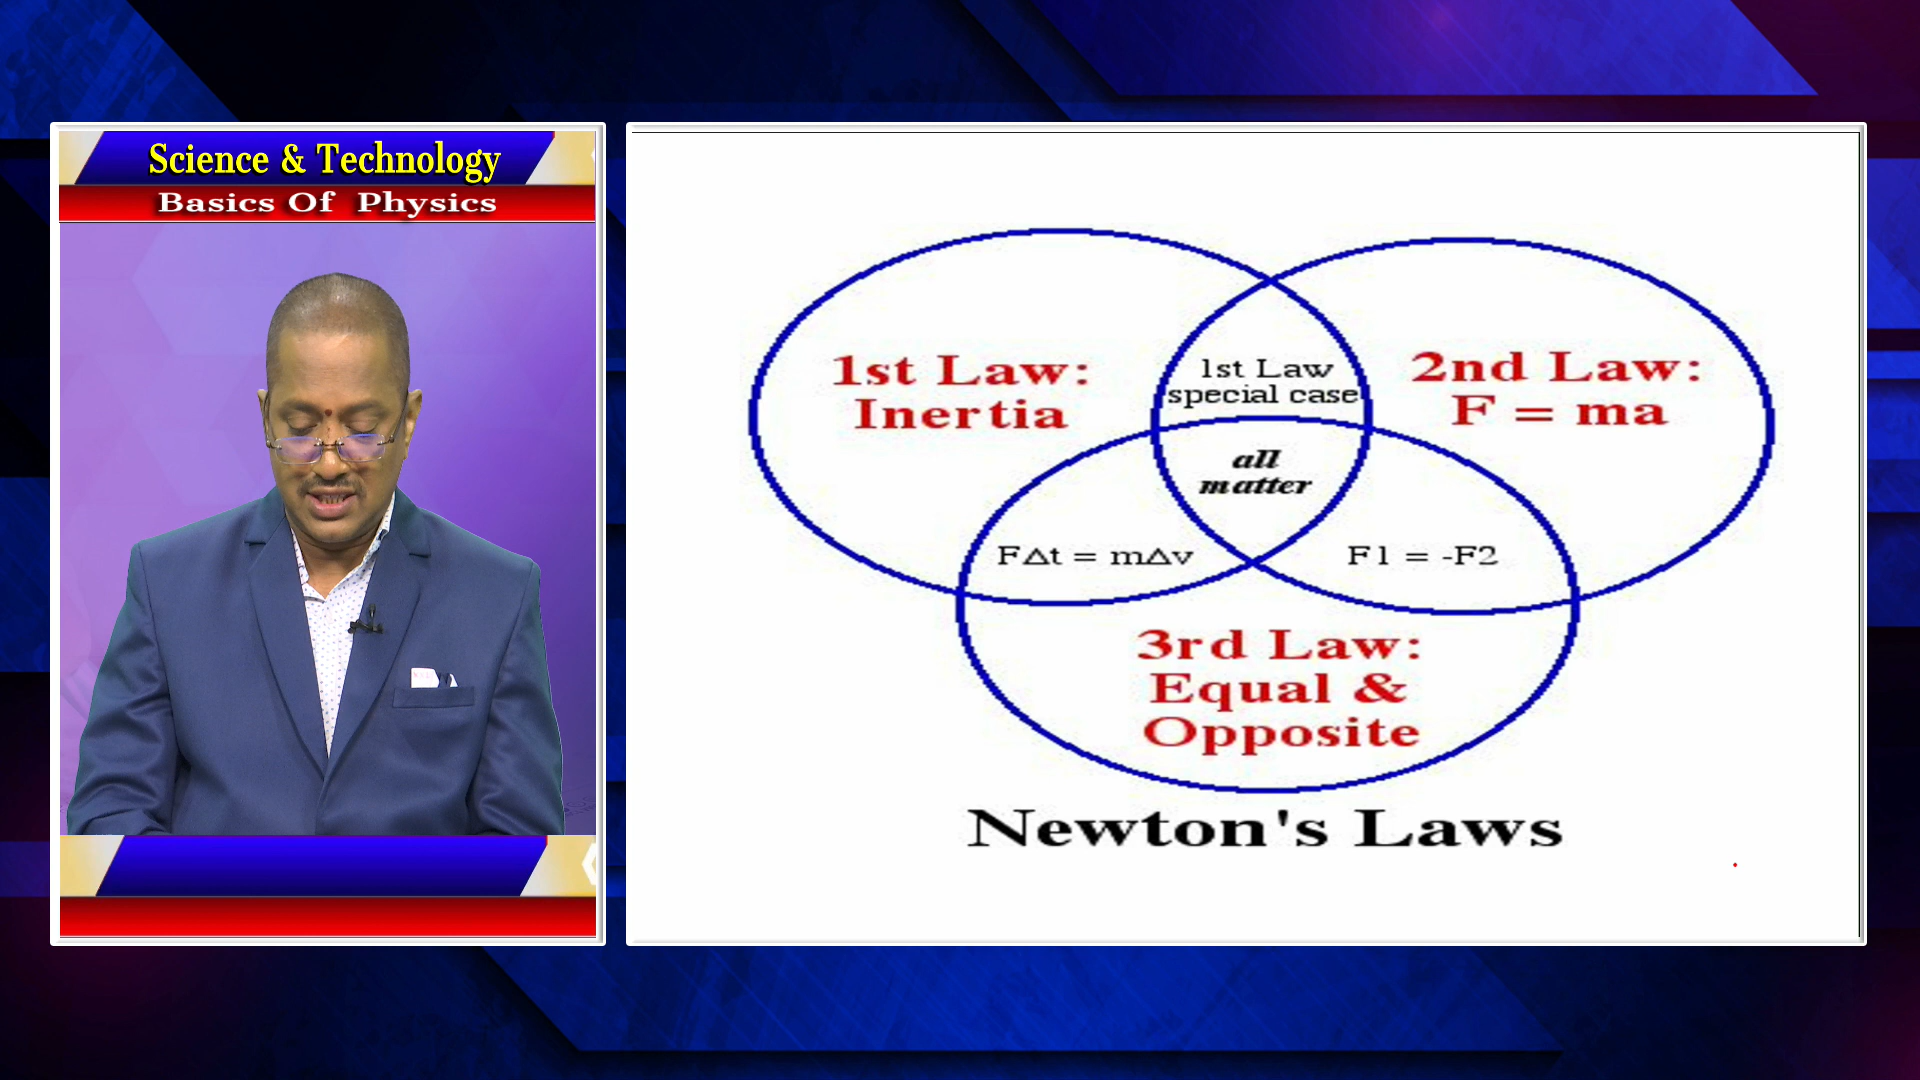 Science & Technology
Basics Of Physics
1st Law:
Inertia
1st Law
special case
2nd Law:
F = ma
all
matter
FΔt = mΔv
F1 = -F2
3rd Law:
Equal &
Opposite
Newton's Laws